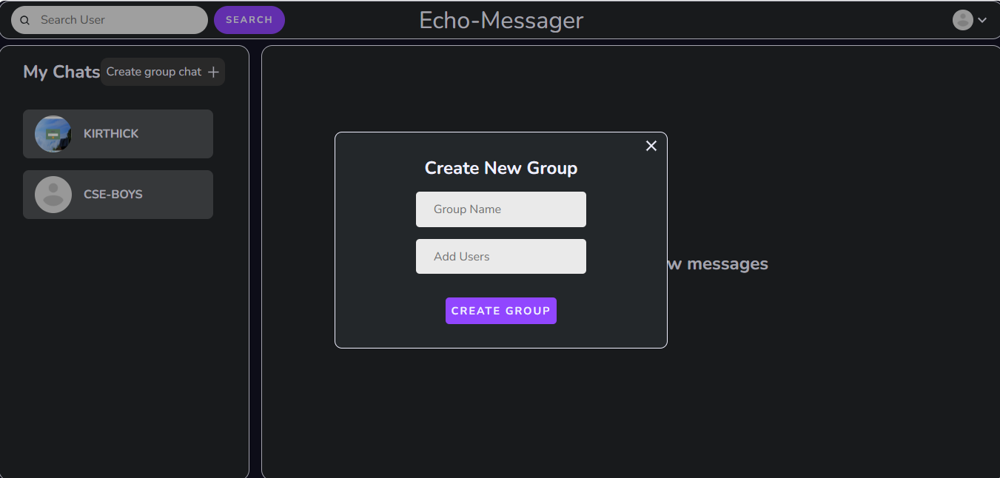 Search User
SEARCH
Echo-Messager
My Chats
Create group chat
KIRTHICK
CSE-BOYS
Create New Group
Group Name
Add Users
CREATE GROUP
messages